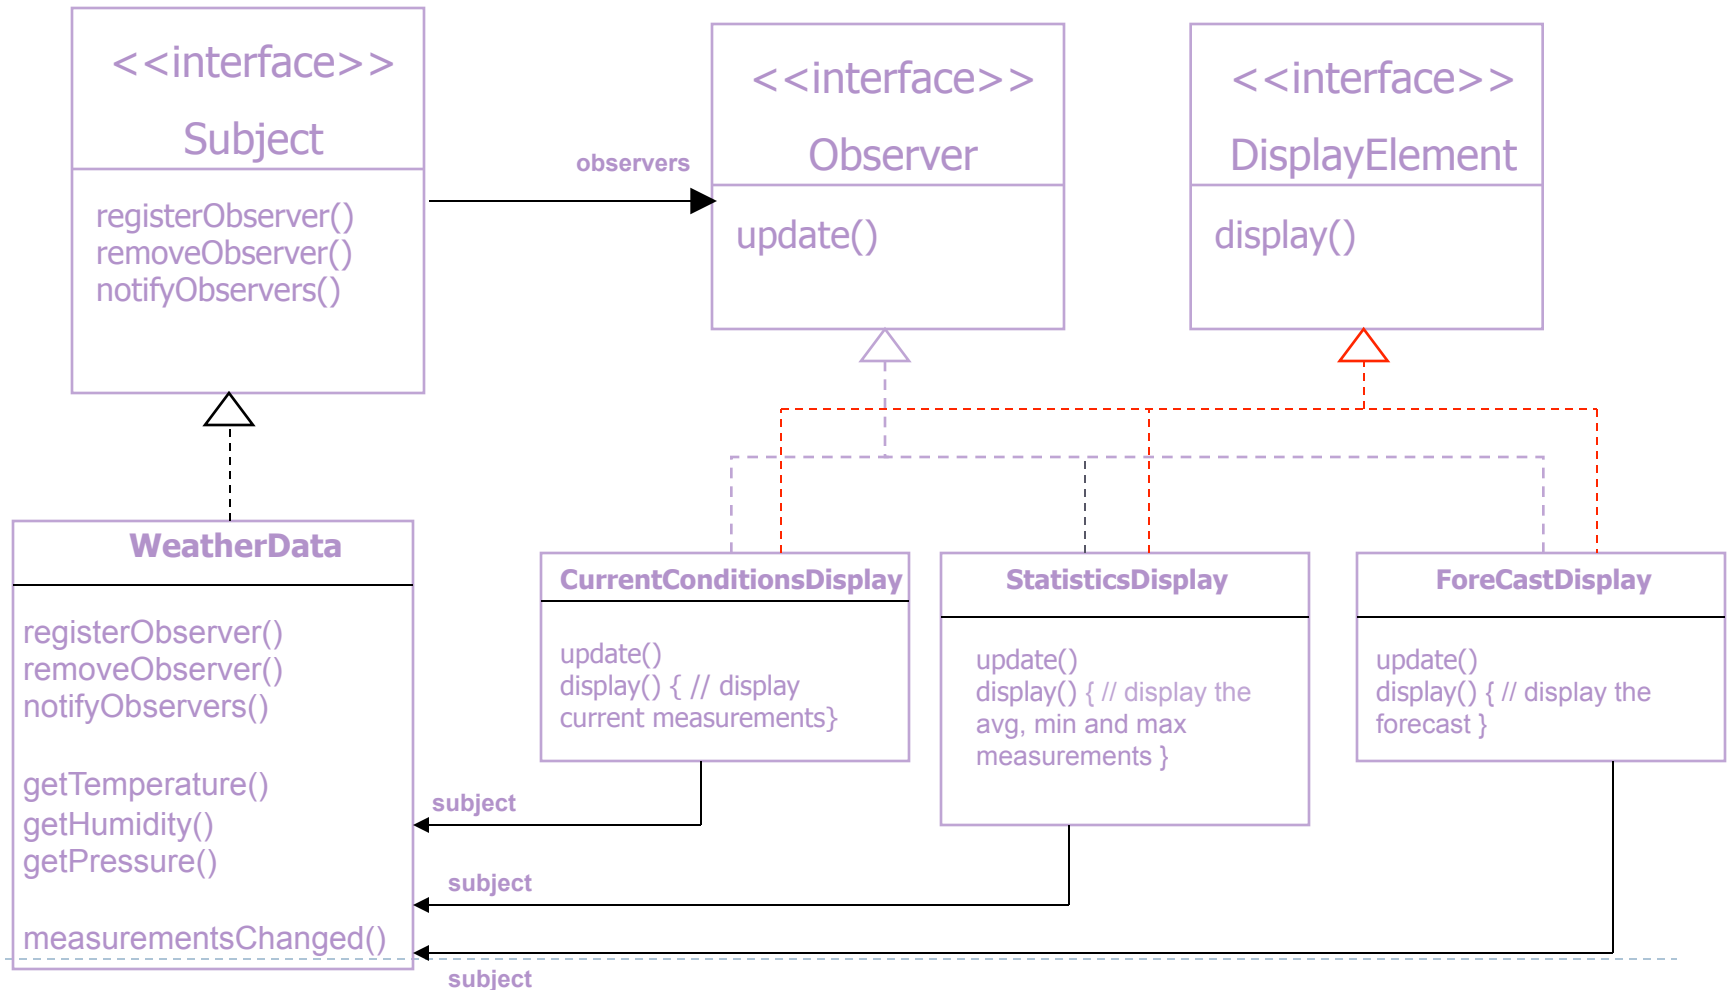 <<interface>>
Subject
registerObserver()
removeObserver()
notifyObservers()
observers
<<interface>>
Observer
update()
<<interface>>
DisplayElement
display()
WeatherData
registerObserver()
removeObserver()
notifyObservers()
getTemperature()
getHumidity()
getPressure()
measurementsChanged()
CurrentConditionsDisplay
update()
display() { // display
current measurements}
StatisticsDisplay
update()
display() { // display the
avg, min and max
measurements }
ForeCastDisplay
update()
display() { // display the
forecast }
subject
subject
subject